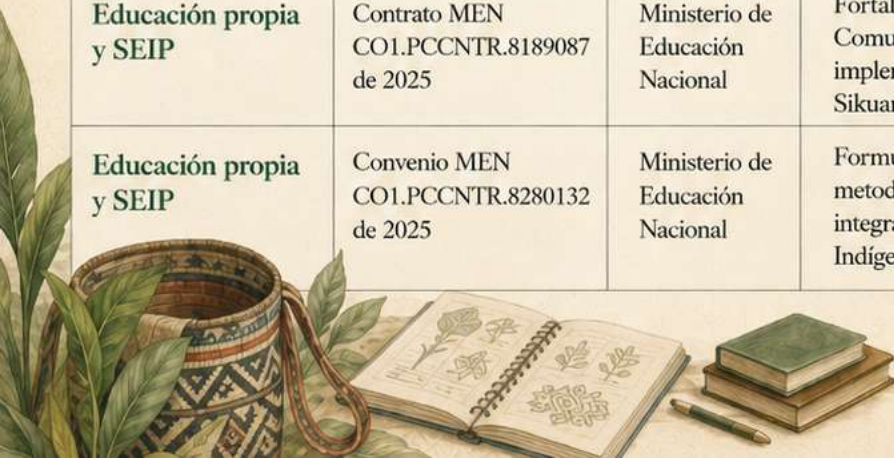 Educación propia
y SEIP
Contrato MEN
CO1.PCCNTR.8189087
de 2025
Ministerio de
Educación
Nacional
Educación propia
y SEIP
Convenio MEN
CO1.PCCNTR.8280132
de 2025
Ministerio de
Educación
Nacional